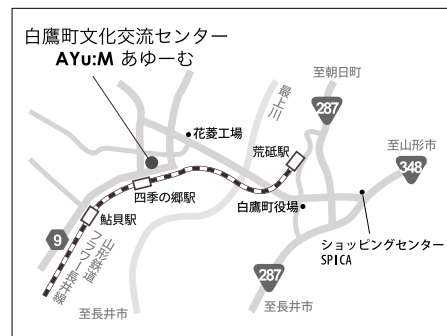 白鷹町文化交流センター
AYu:M あゆーむ
至朝日町
最上川
287
花菱工場
荒砥駅
至山形市
348
四季の郷駅
白鷹町役場
鮎貝駅
9
山形鉄道
フラワー長井線
ショッピングセンター
SPICA
287
至長井市
至長井市